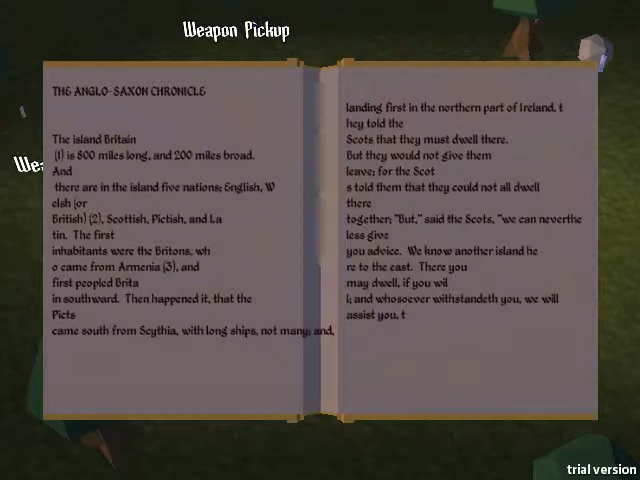 Weapon Pickup
THE ANGLO-SAXON CHRONICLE
The island Britain
(1) is 800 miles long, and 200 miles broad.
And
there are in the island five nations; English, W
elsh (or
British) (2), Scottish, Pictish, and La
tin. The first
inhabitants were the Britons, wh
o came from Armenia (3), and
first peopled Brita
in southward. Then happened it, that the
Picts
came south from Scythia, with long ships, not many; and,
landing first in the northern part of Ireland, t
hey told the
Scots that they must dwell there.
But they would not give them
leave; for the Scot
s told them that they could not all dwell
there
together; "But," said the Scots, "we can neverthe
less give
you advice. We know another island he
re to the east. There you
may dwell, if you wil
l; and whosoever withstandeth you, we will
assist you, t
Wea
trial version